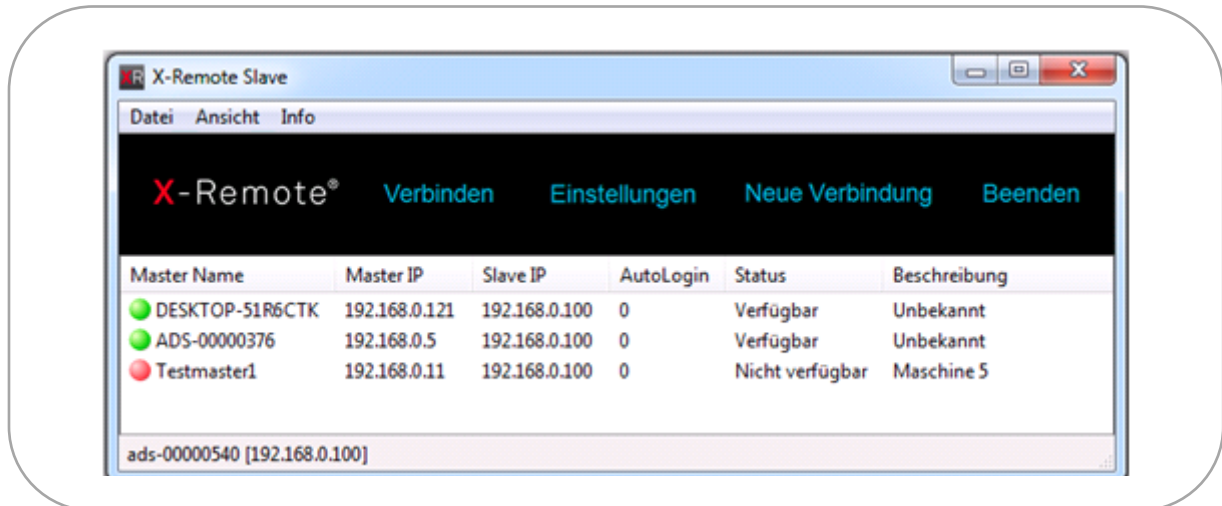 XR X-Remote Slave
Datei Ansicht Info
X-Remote® Verbinden Einstellungen Neue Verbindung Beenden
Master Name Master IP Slave IP AutoLogin Status Beschreibung
DESKTOP-51R6CTK 192.168.0.121 192.168.0.100 0 Verfügbar Unbekannt
ADS-00000376 192.168.0.5 192.168.0.100 0 Verfügbar Unbekannt
Testmaster1 192.168.0.11 192.168.0.100 0 Nicht verfügbar Maschine 5
ads-00000540 [192.168.0.100]